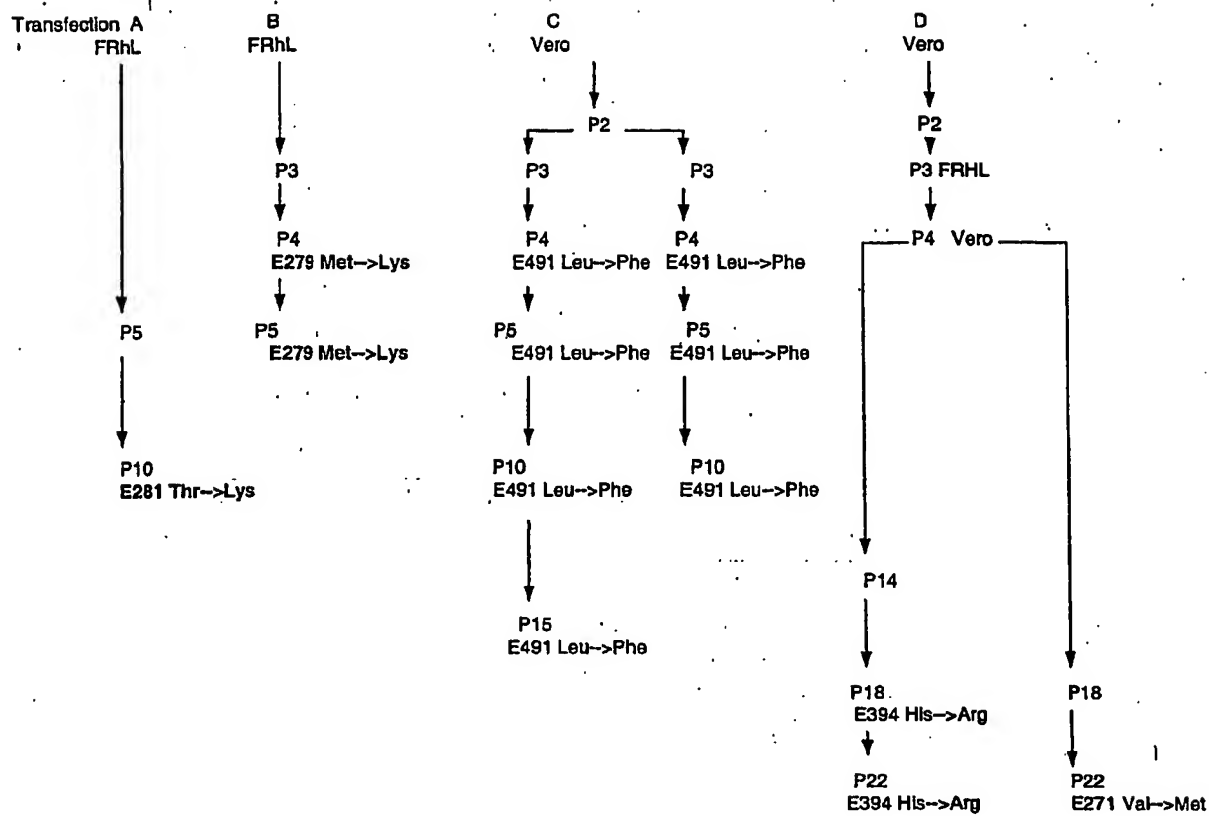 Transfection A
FRhL
P5
P10
E281 Thr-->Lys
B
FRhL
P3
P4
E279 Met-->Lys
P5
E279 Met-->Lys
C
Vero
P2
P3
P4
E491 Leu-->Phe
P5
E491 Leu-->Phe
P10
E491 Leu-->Phe
P15
E491 Leu-->Phe
P3
P4
E491 Leu-->Phe
P5
E491 Leu-->Phe
P10
E491 Leu-->Phe
D
Vero
P2
P3 FRHL
P4 Vero
P14
P18
E394 His-->Arg
P22
E394 His-->Arg
P18
P22
E271 Val-->Met